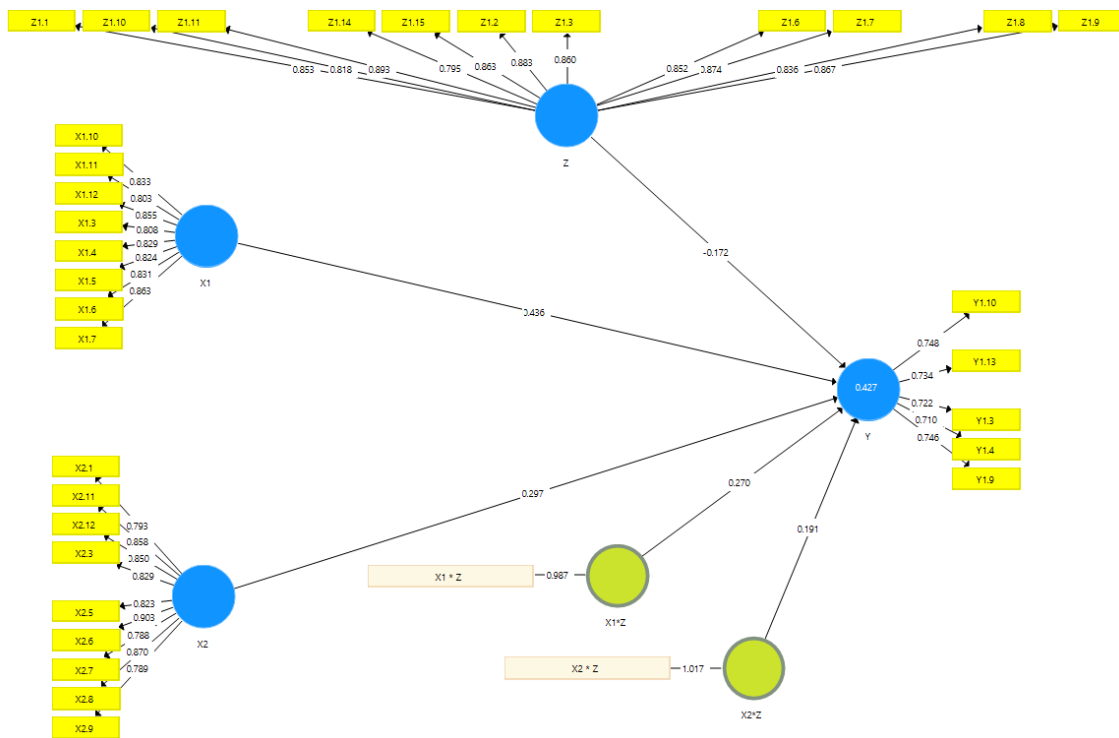 Z1.1 Z1.10 Z1.11 Z1.14 Z1.15 Z1.2 Z1.3 Z1.6 Z1.7 Z1.8 Z1.9
0.853 0.818 0.893 0.795 0.863 0.883 0.860 0.852 0.874 0.836 0.867
Z
-0.172
X1.10
X1.11
X1.12
X1.3
X1.4
X1.5
X1.6
X1.7
0.833
0.803
0.855
0.808
0.829
0.824
0.831
0.863
X1
0.436
Y1.10
Y1.13
Y1.3
Y1.4
Y1.9
0.748
0.734
0.722
0.710
0.746
0.427
Y
X2.1
X2.11
X2.12
X2.3
X2.5
X2.6
X2.7
X2.8
X2.9
0.793
0.858
0.850
0.829
0.823
0.903
0.788
0.870
0.789
X2
0.297
0.270
0.191
X1 * Z 0.987
X1*Z
X2 * Z 1.017
X2*Z